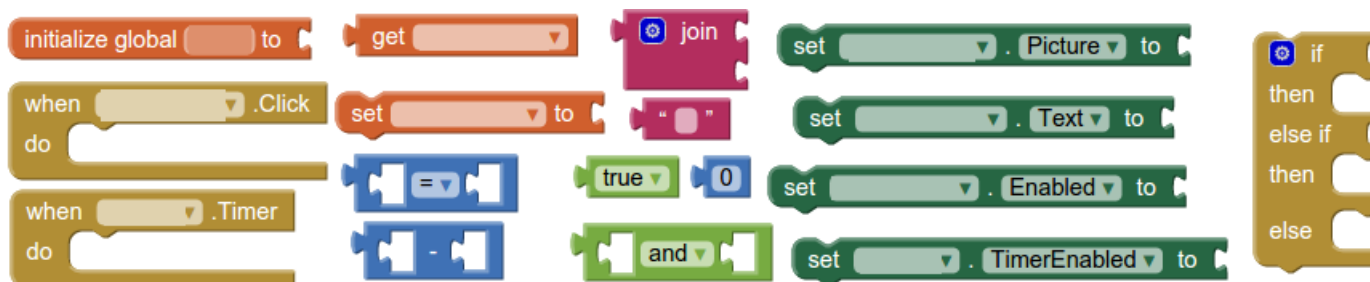 initialize global to
when .Click
do
when .Timer
do
get
set to
=
-
join
“ ”
true
0
and
set . Picture to
set . Text to
set . Enabled to
set . TimerEnabled to
if
then
else if
then
else